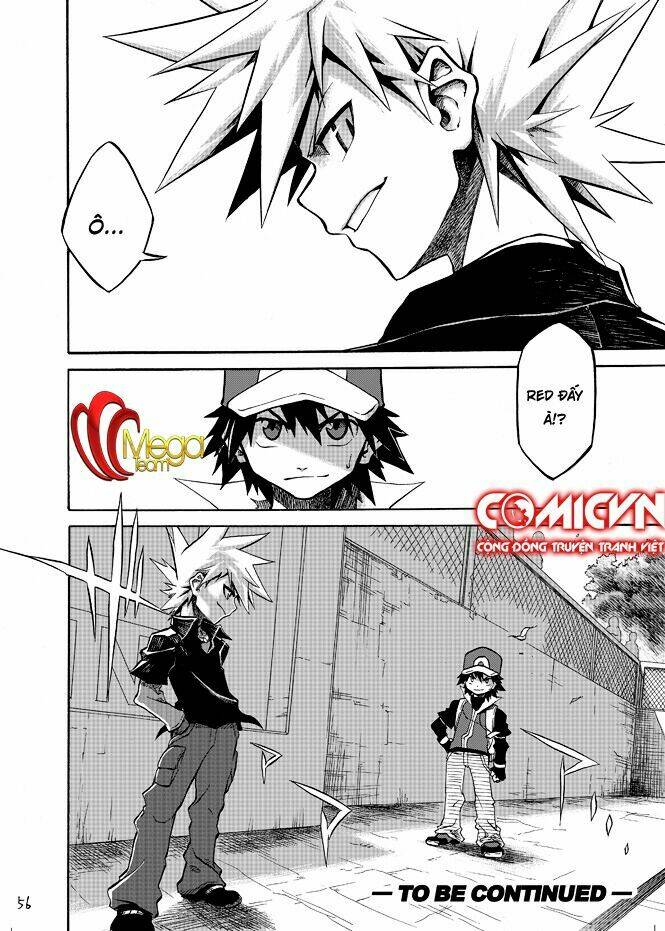 Ô...
RED ĐẤY
À!?
Mega
Team
COMICVN
CỘNG ĐỒNG TRUYỆN TRANH VIỆT
— TO BE CONTINUED —
56